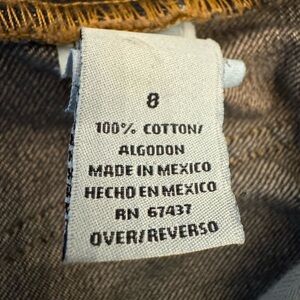 8
100% COTTON/
ALGODON
MADE IN MEXICO
HECHO EN MEXICO
RN 67437
OVER/REVERSO